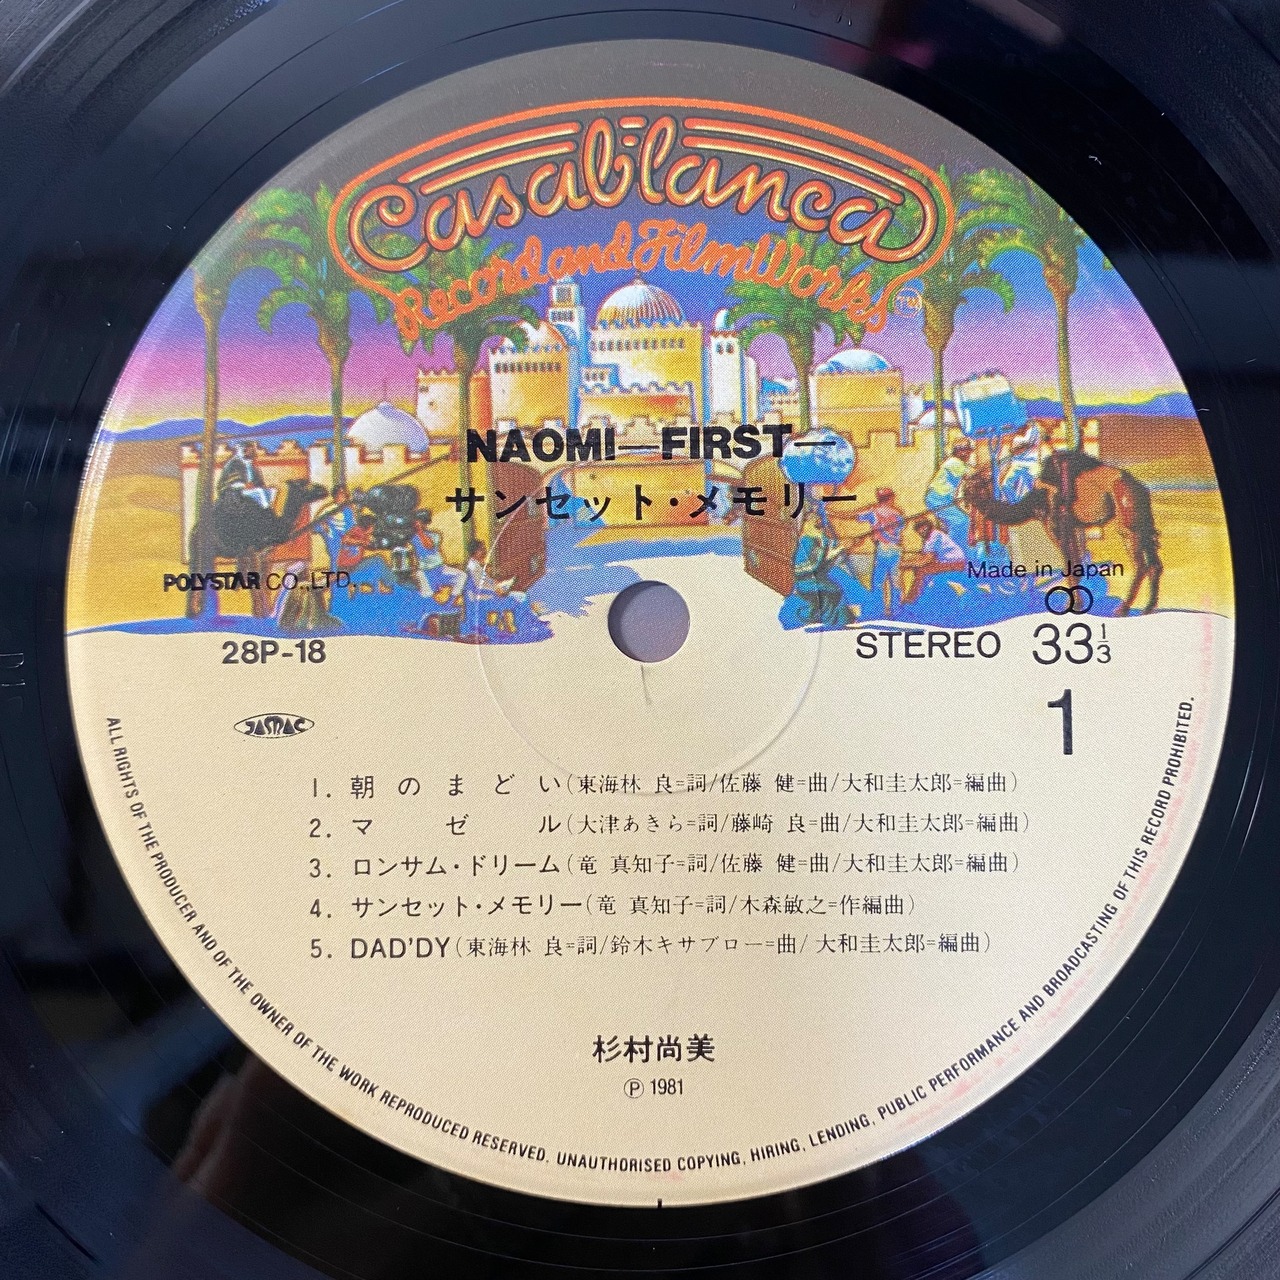 Casablanca
Record and FilmWorks TM
NAOMI—FIRST—
サンセット・メモリー
POLYSTAR CO.,LTD.
Made in Japan
28P-18
STEREO 33 1/3
1
JASRAC
1. 朝のまどい(東海林 良=詞/佐藤 健=曲/大和圭太郎=編曲)
2. マゼル(大津あきら=詞/藤崎 良=曲/大和圭太郎=編曲)
3. ロンサム・ドリーム(竜 真知子=詞/佐藤 健=曲/大和圭太郎=編曲)
4. サンセット・メモリー(竜 真知子=詞/木森敏之=作編曲)
5. DAD'DY(東海林 良=詞/鈴木キサブロー=曲/大和圭太郎=編曲)
杉村尚美
Ⓟ 1981
ALL RIGHTS OF THE PRODUCER AND OF THE OWNER OF THE WORK REPRODUCED RESERVED. UNAUTHORISED COPYING, HIRING, LENDING, PUBLIC PERFORMANCE AND BROADCASTING OF THIS RECORD PROHIBITED.